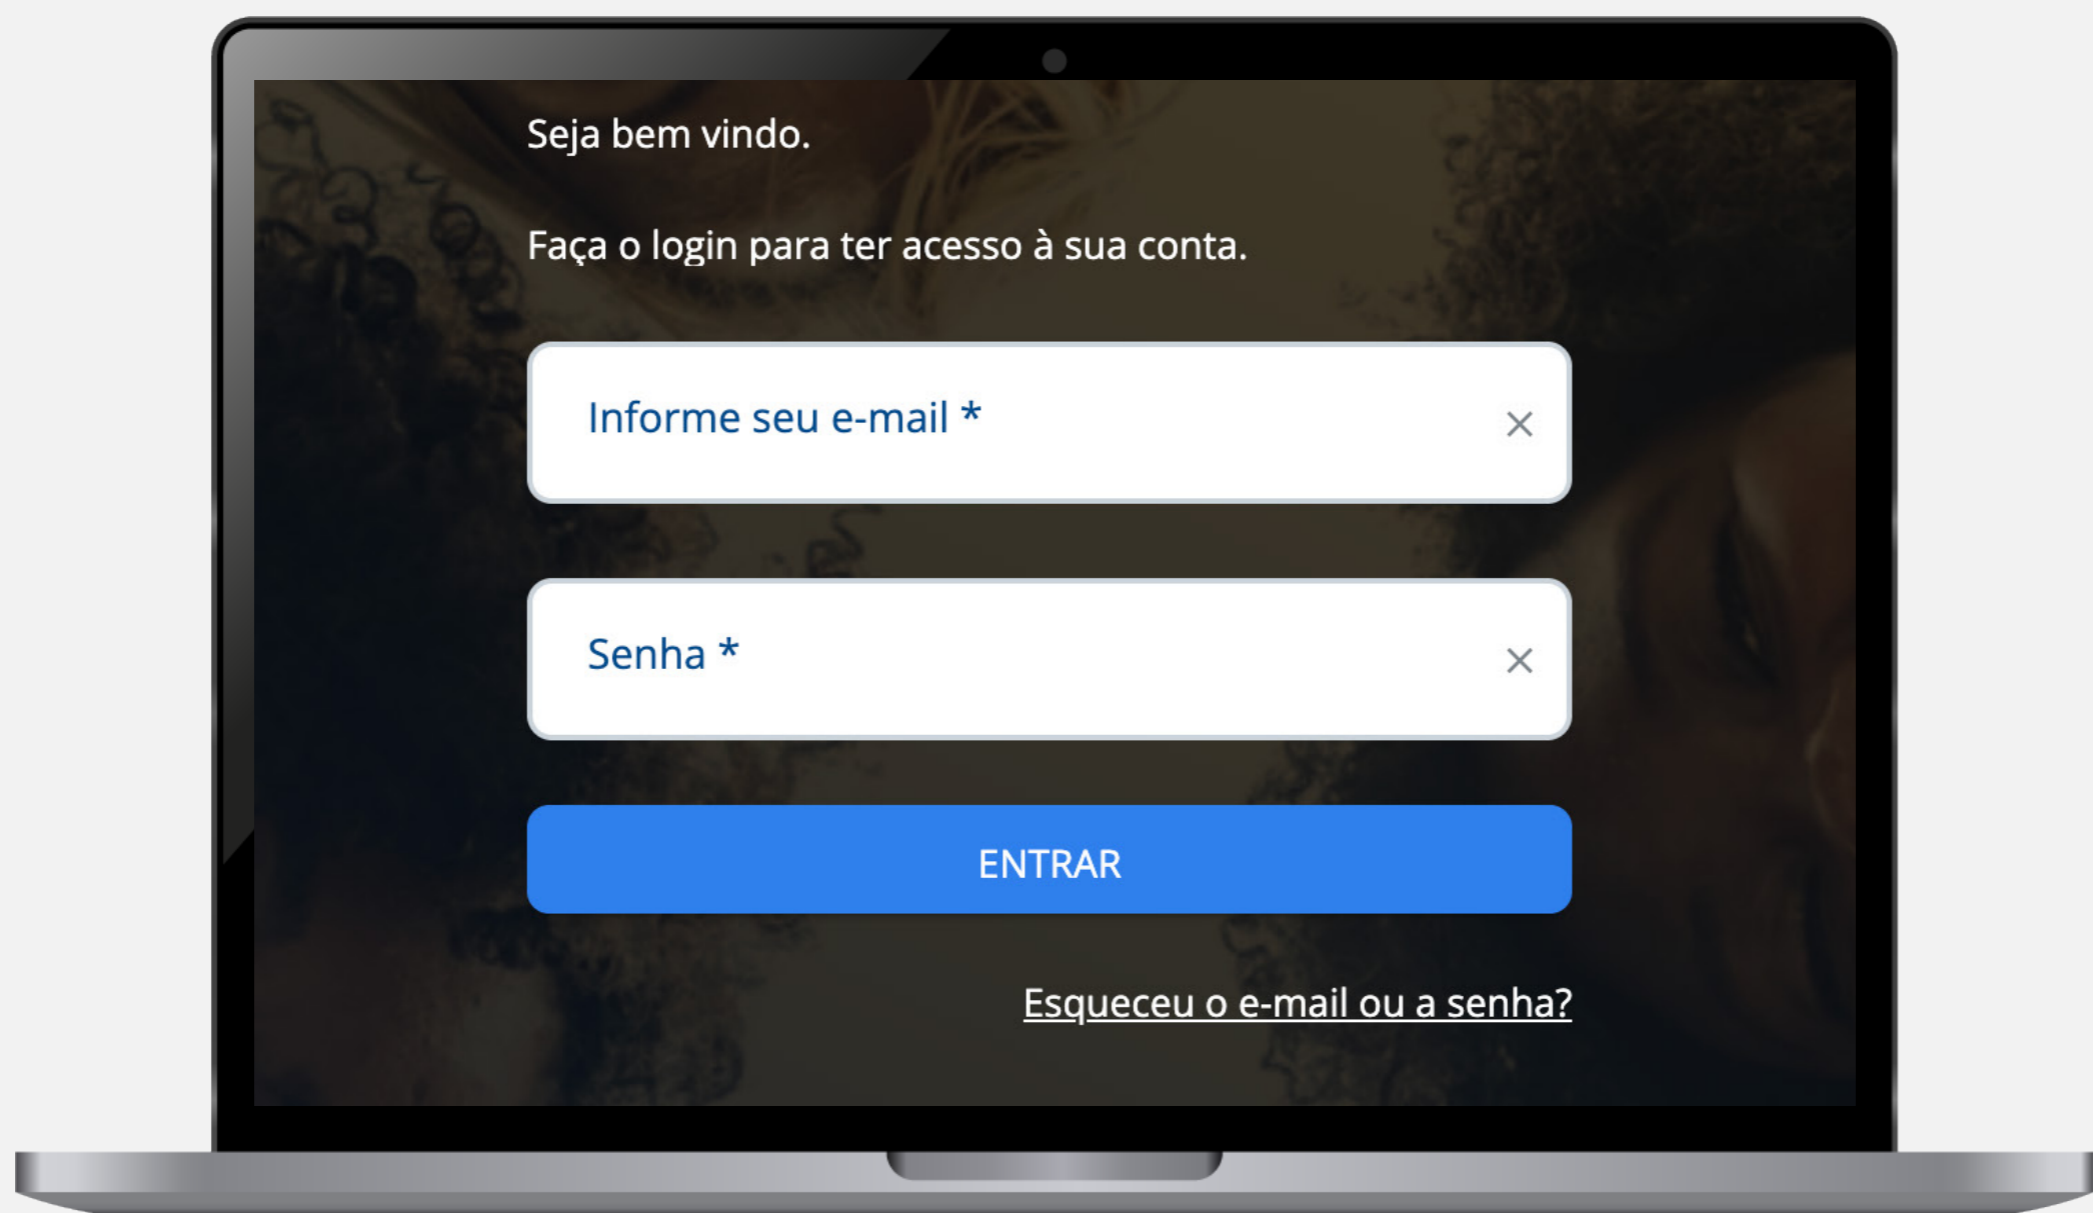 Seja bem vindo.
Faça o login para ter acesso à sua conta.
Informe seu e-mail *
Senha *
ENTRAR
Esqueceu o e-mail ou a senha?